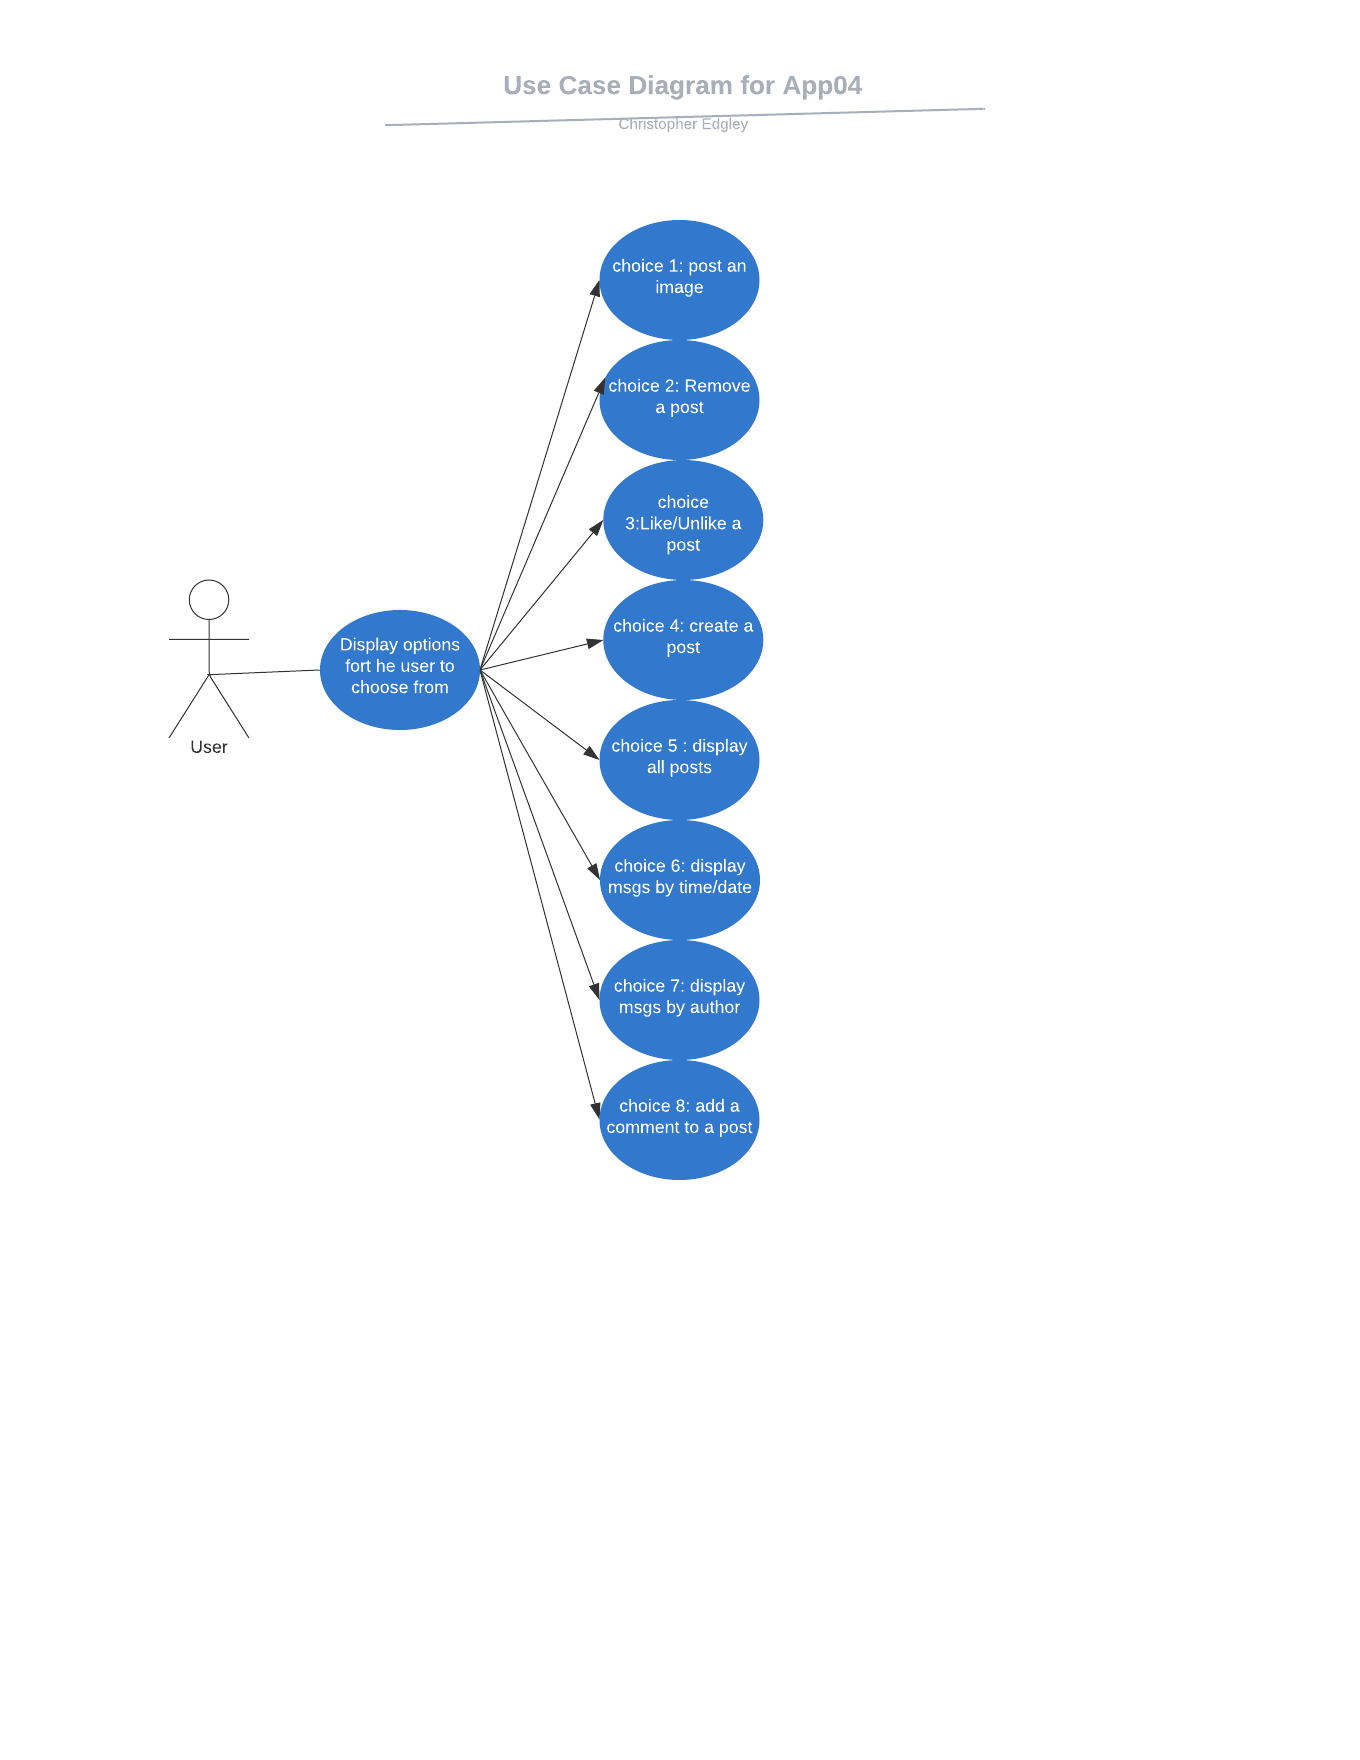 Use Case Diagram for App04
Christopher Edgley
choice 1: post an
image
choice 2: Remove
a post
choice
3:Like/Unlike a
post
choice 4: create a
post
Display options
fort he user to
choose from
User
choice 5 : display
all posts
choice 6: display
msgs by time/date
choice 7: display
msgs by author
choice 8: add a
comment to a post